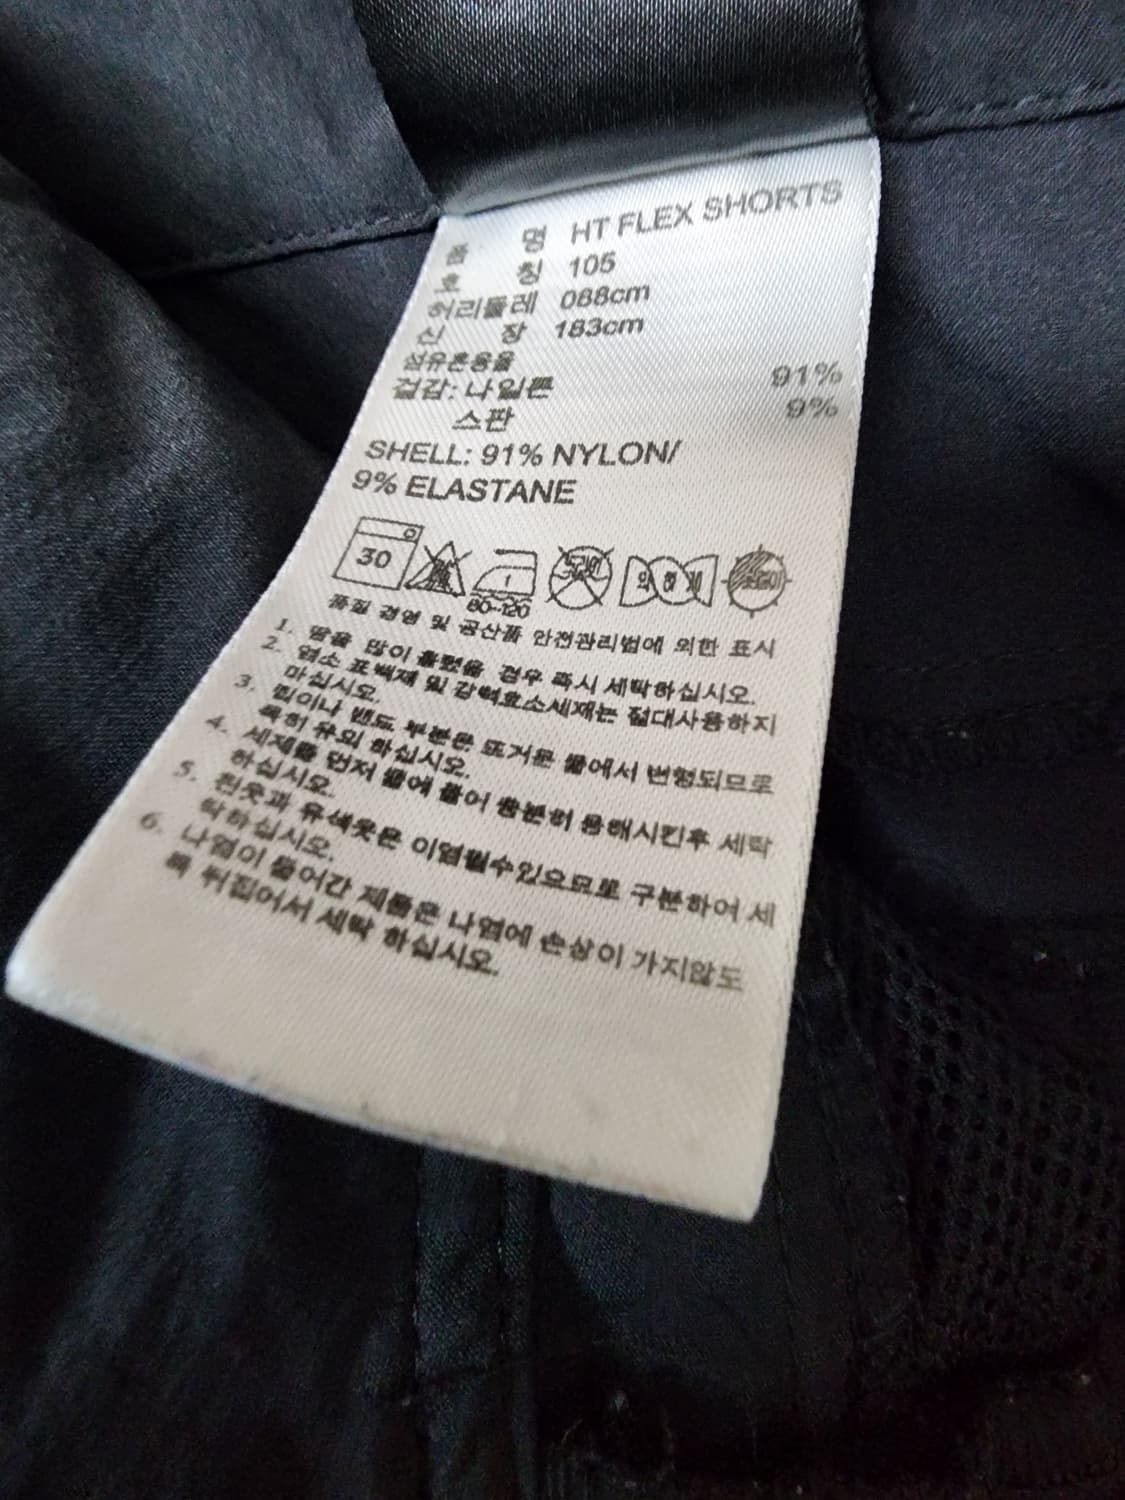 품 명 HT FLEX SHORTS
호 칭 105
허리둘레 088cm
신 장 183cm
섬유혼용율
겉감: 나일론 91%
스판 9%
SHELL: 91% NYLON/
9% ELASTANE
30 80~120 드라이 약하게
품질 경영 및 공산품 안전관리법에 의한 표시
1. 땀을 많이 흘렸을 경우 즉시 세탁하십시오.
2. 염소 표백제 및 강력효소세제는 절대사용하지
마십시오.
3. 힘이나 밴드 부분은 뜨거운 물에서 변형되므로
특히 유의 하십시오.
4. 세제를 먼저 물에 풀어 충분히 용해시킨후 세탁
하십시오.
5. 흰옷과 유색옷은 이염될수있으므로 구분하여 세
탁하십시오.
6. 나염이 들어간 제품은 나염에 손상이 가지않도
록 뒤집어서 세탁 하십시오.